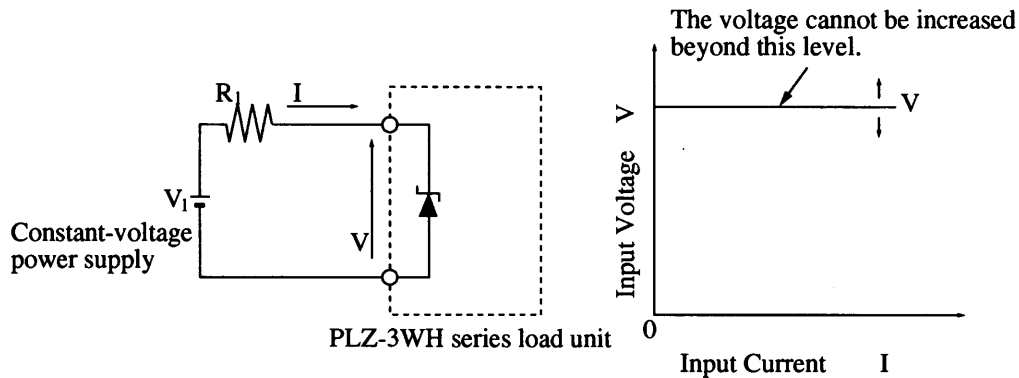 The voltage cannot be increased
beyond this level.
R1
I
V
V1
Constant-voltage
power supply
V
PLZ-3WH series load unit
Input Voltage V
0
Input Current I